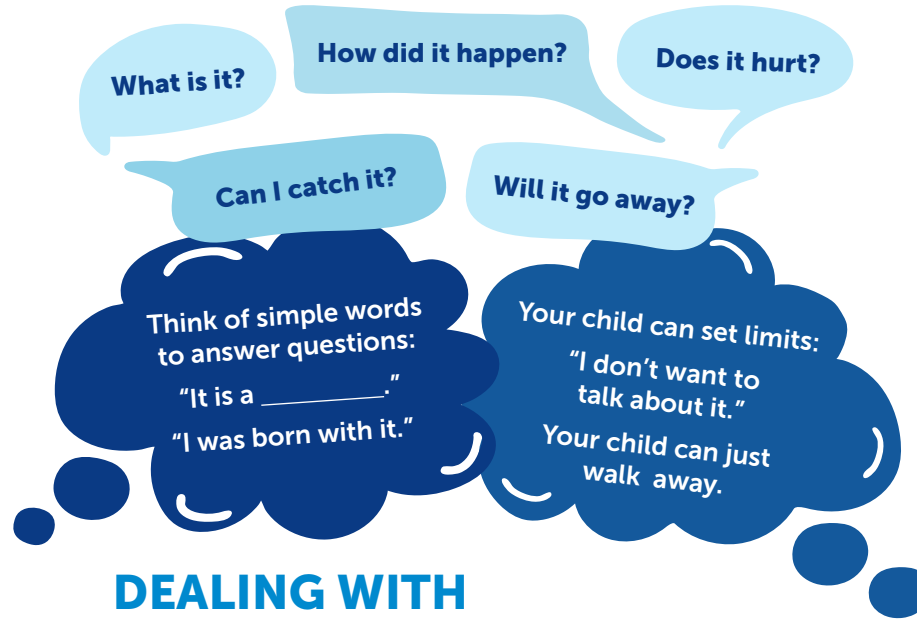 What is it?
How did it happen?
Does it hurt?
Can I catch it?
Will it go away?
Think of simple words
to answer questions:
“It is a __________.”
“I was born with it.”
Your child can set limits:
“I don’t want to
talk about it.”
Your child can just
walk away.
DEALING WITH